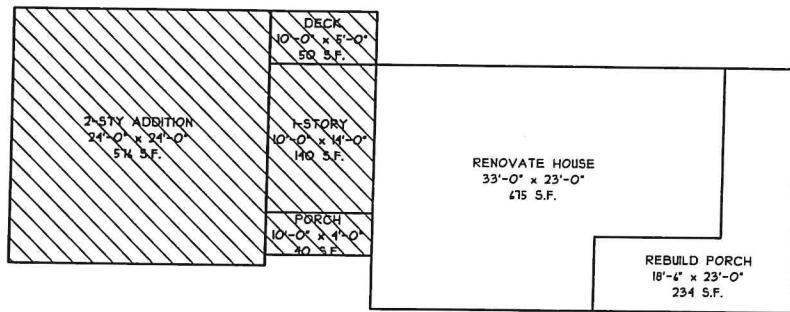 DECK
10'-0" x 5'-0"
50 S.F.
2-STY ADDITION
24'-0" x 24'-0"
576 S.F.
1-STORY
10'-0" x 14'-0"
140 S.F.
PORCH
10'-0" x 4'-0"
40 S.F.
RENOVATE HOUSE
33'-0" x 23'-0"
675 S.F.
REBUILD PORCH
18'-6" x 23'-0"
234 S.F.